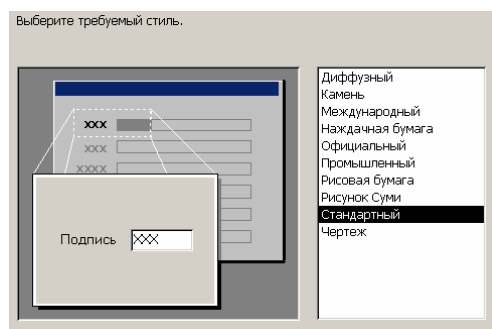 Выберите требуемый стиль.
xxx
xxx
xxxx
Подпись XXX
Диффузный
Камень
Международный
Наждачная бумага
Официальный
Промышленный
Рисовая бумага
Рисунок Суми
Стандартный
Чертеж